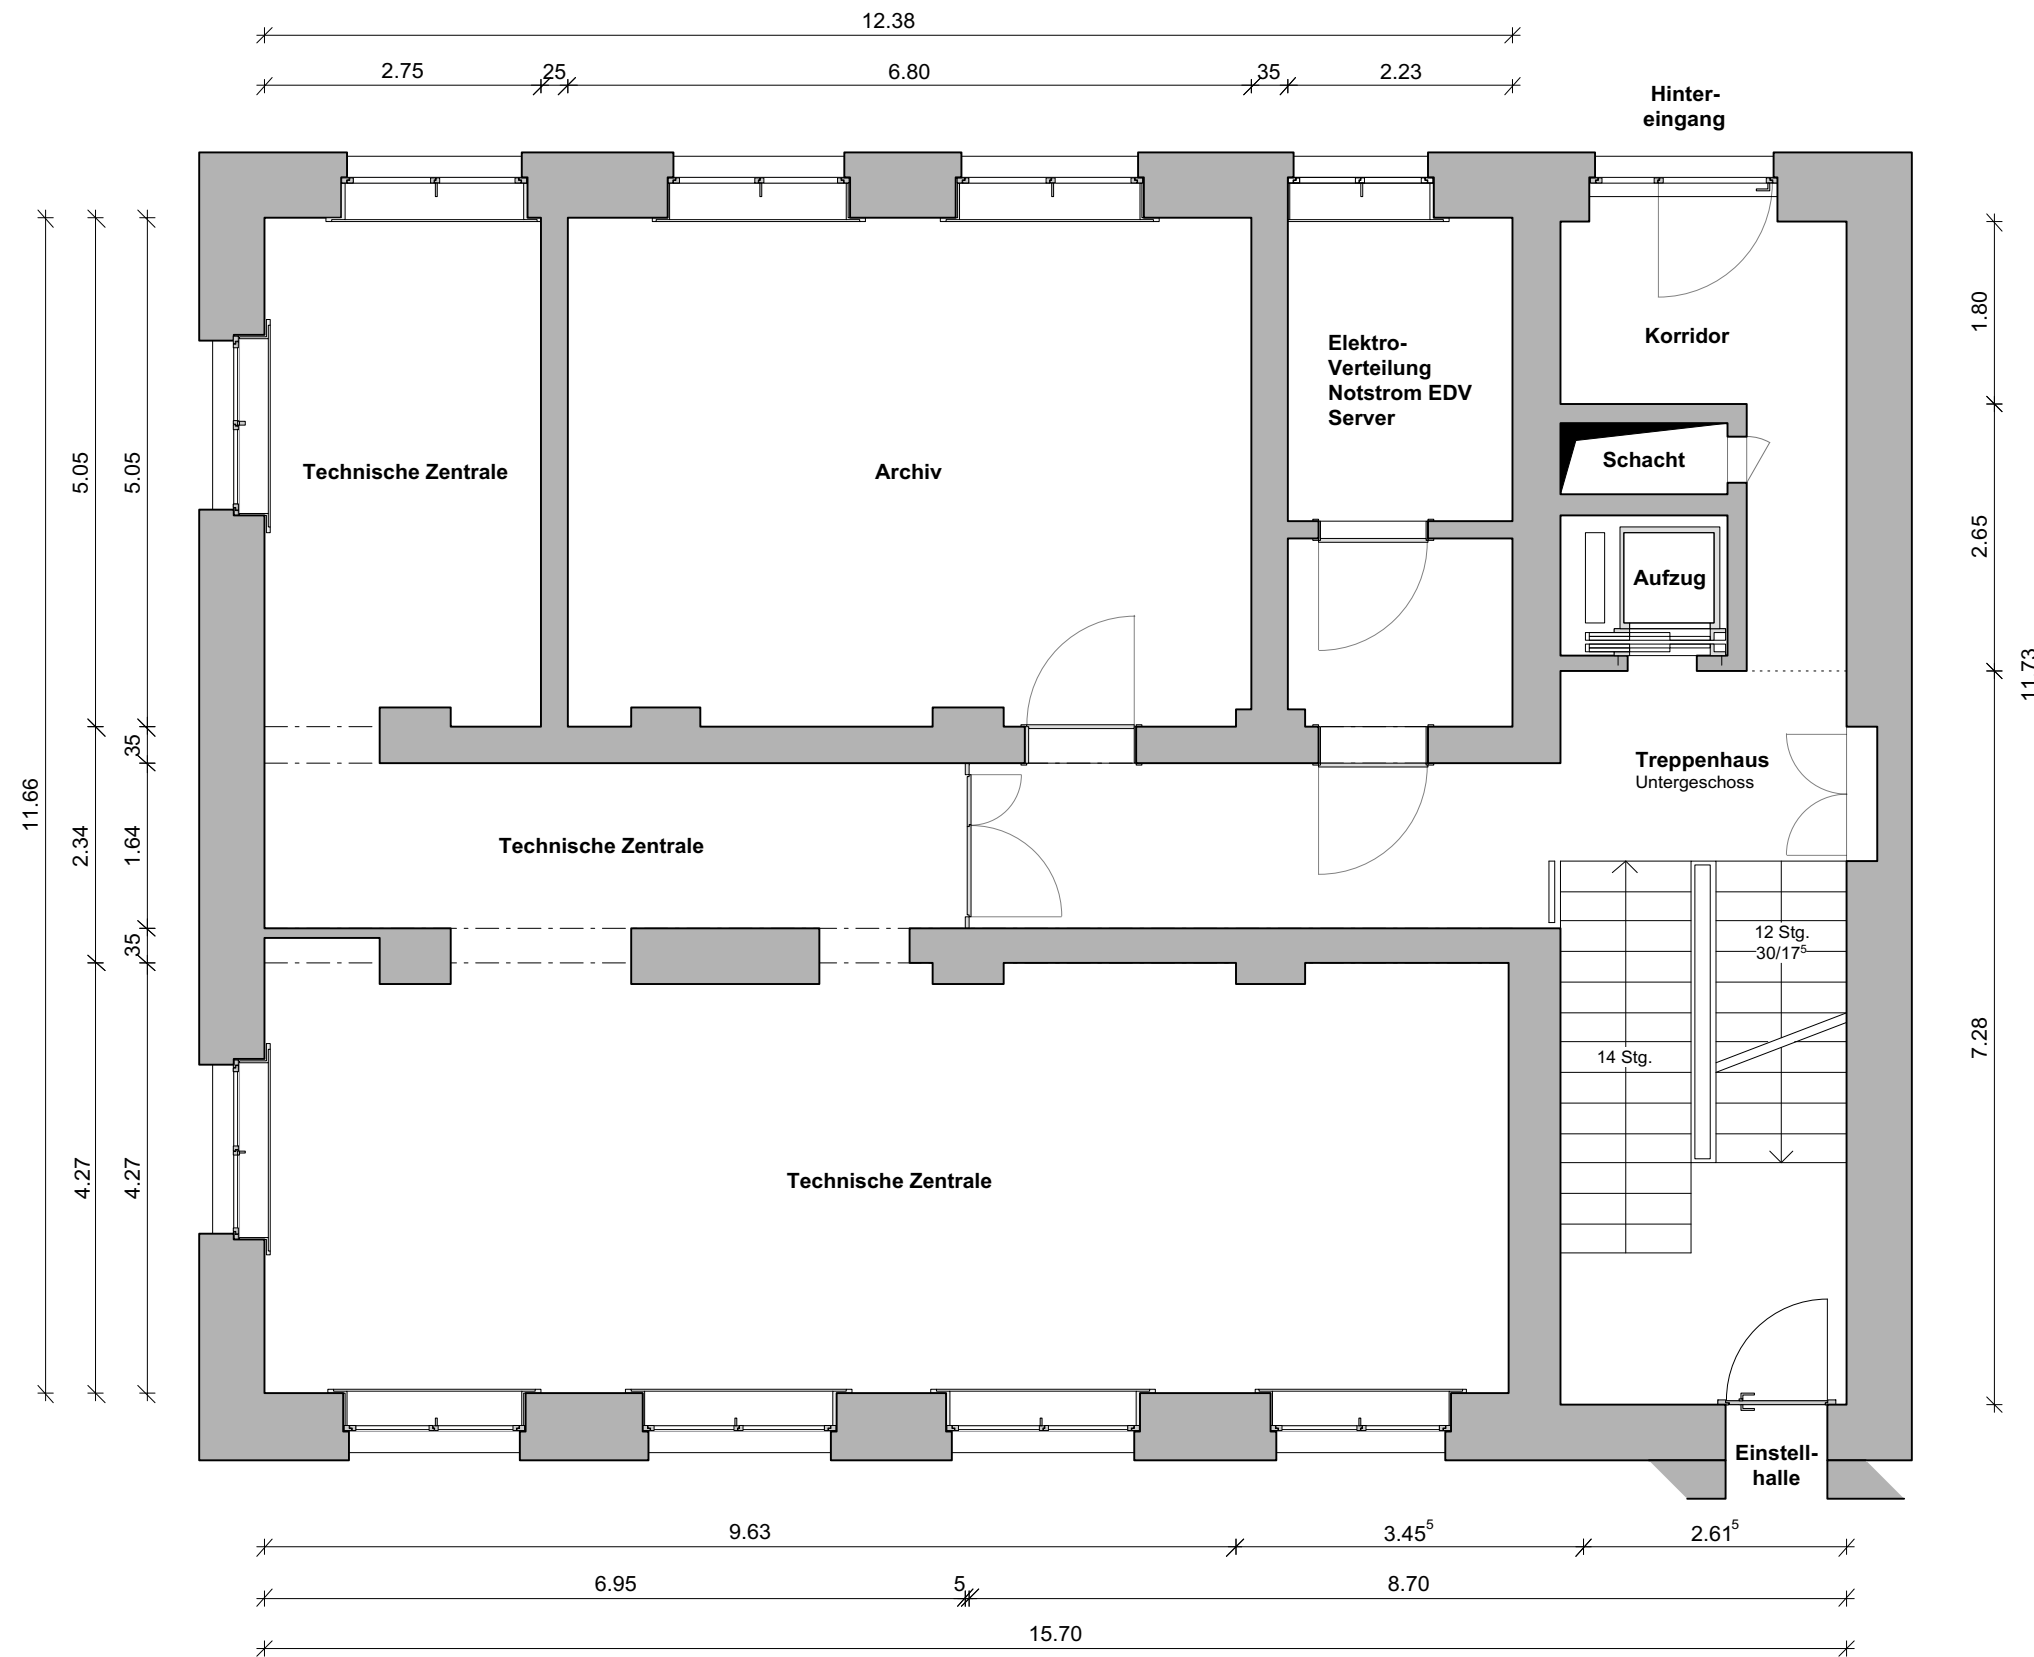 12.38
2.75
25
6.80
35
2.23
Hinter-
eingang
Korridor
Elektro-
Verteilung
Notstrom EDV
Server
Technische Zentrale
Archiv
Schacht
Aufzug
Treppenhaus
Untergeschoss
Technische Zentrale
12 Stg.
30/17⁵
14 Stg.
Technische Zentrale
Einstell-
halle
11.66
5.05
2.34
4.27
5.05
35
1.64
35
4.27
1.80
2.65
7.28
11.73
9.63
3.45⁵
2.61⁵
6.95
5
8.70
15.70